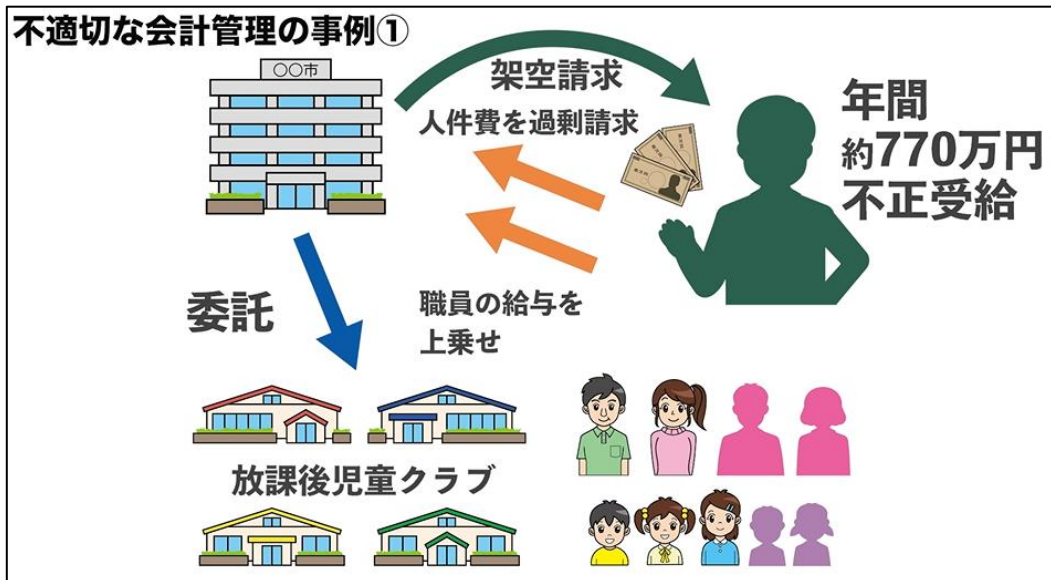 不適切な会計管理の事例①
〇〇市
架空請求
人件費を過剰請求
年間
約770万円
不正受給
委託
職員の給与を
上乗せ
放課後児童クラブ